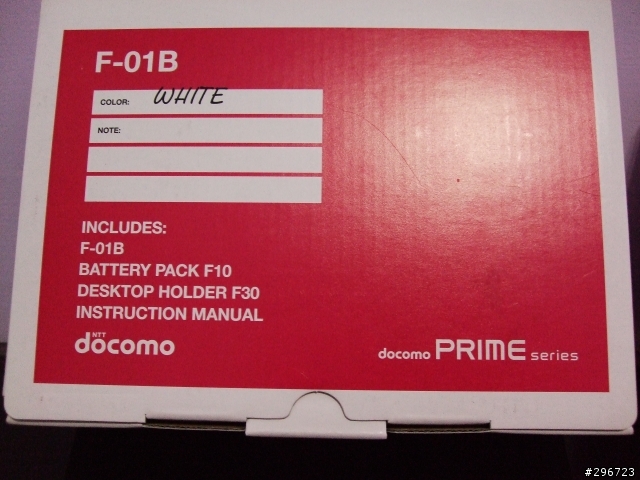 F-01B
COLOR: WHITE
NOTE:
INCLUDES:
F-01B
BATTERY PACK F10
DESKTOP HOLDER F30
INSTRUCTION MANUAL
NTT
docomo
docomo PRIME series
#296723